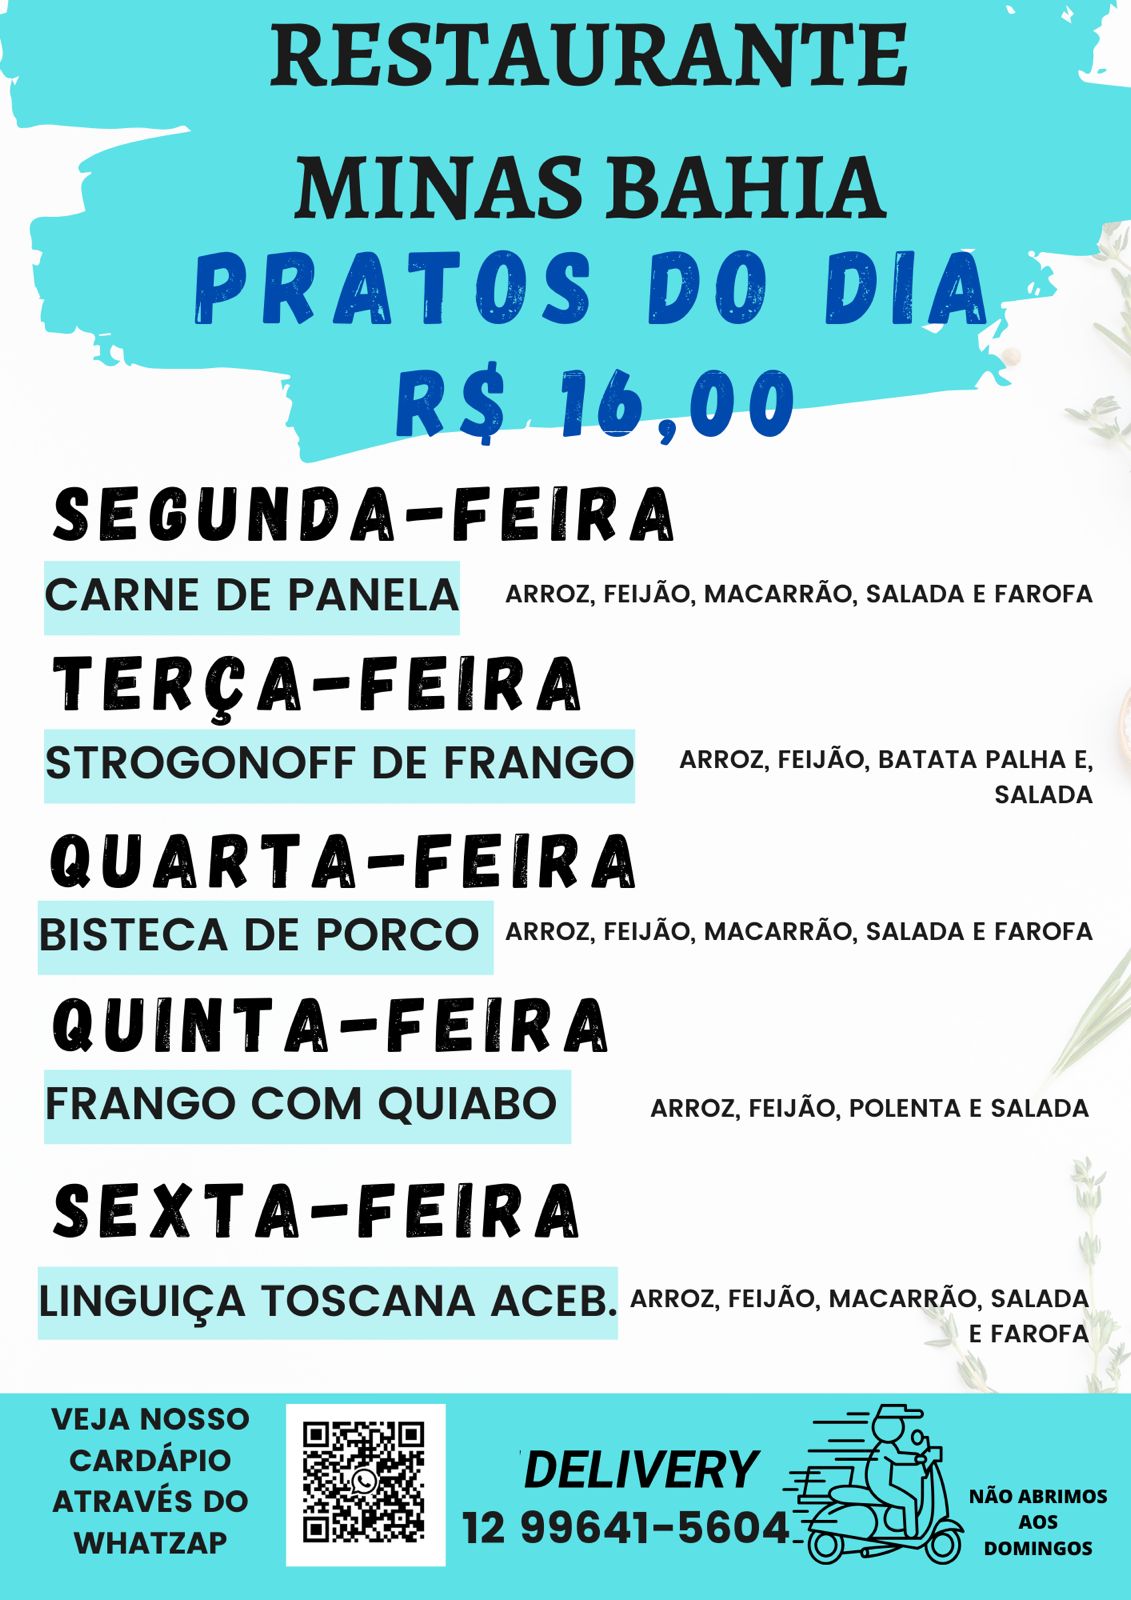 RESTAURANTE
MINAS BAHIA
PRATOS DO DIA
R$ 16,00
SEGUNDA-FEIRA
CARNE DE PANELA
ARROZ, FEIJÃO, MACARRÃO, SALADA E FAROFA
TERÇA-FEIRA
STROGONOFF DE FRANGO
ARROZ, FEIJÃO, BATATA PALHA E,
SALADA
QUARTA-FEIRA
BISTECA DE PORCO
ARROZ, FEIJÃO, MACARRÃO, SALADA E FAROFA
QUINTA-FEIRA
FRANGO COM QUIABO
ARROZ, FEIJÃO, POLENTA E SALADA
SEXTA-FEIRA
LINGUIÇA TOSCANA ACEB.
ARROZ, FEIJÃO, MACARRÃO, SALADA
E FAROFA
VEJA NOSSO
CARDÁPIO
ATRAVÉS DO
WHATZAP
DELIVERY
12 99641-5604
NÃO ABRIMOS
AOS
DOMINGOS